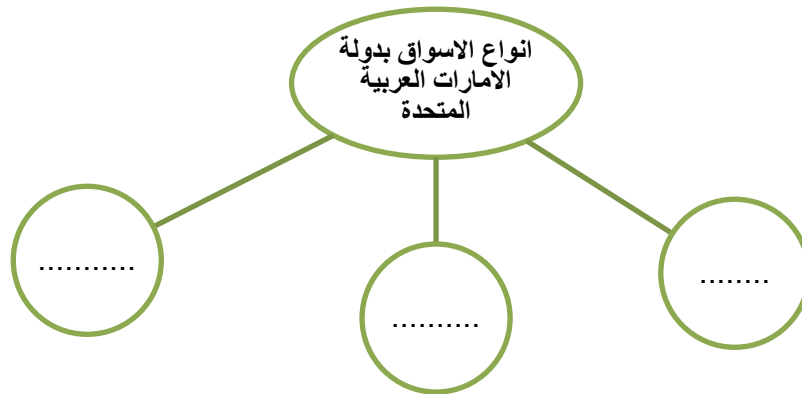 انواع الاسواق بدولة
الامارات العربية
المتحدة
........
..........
...........